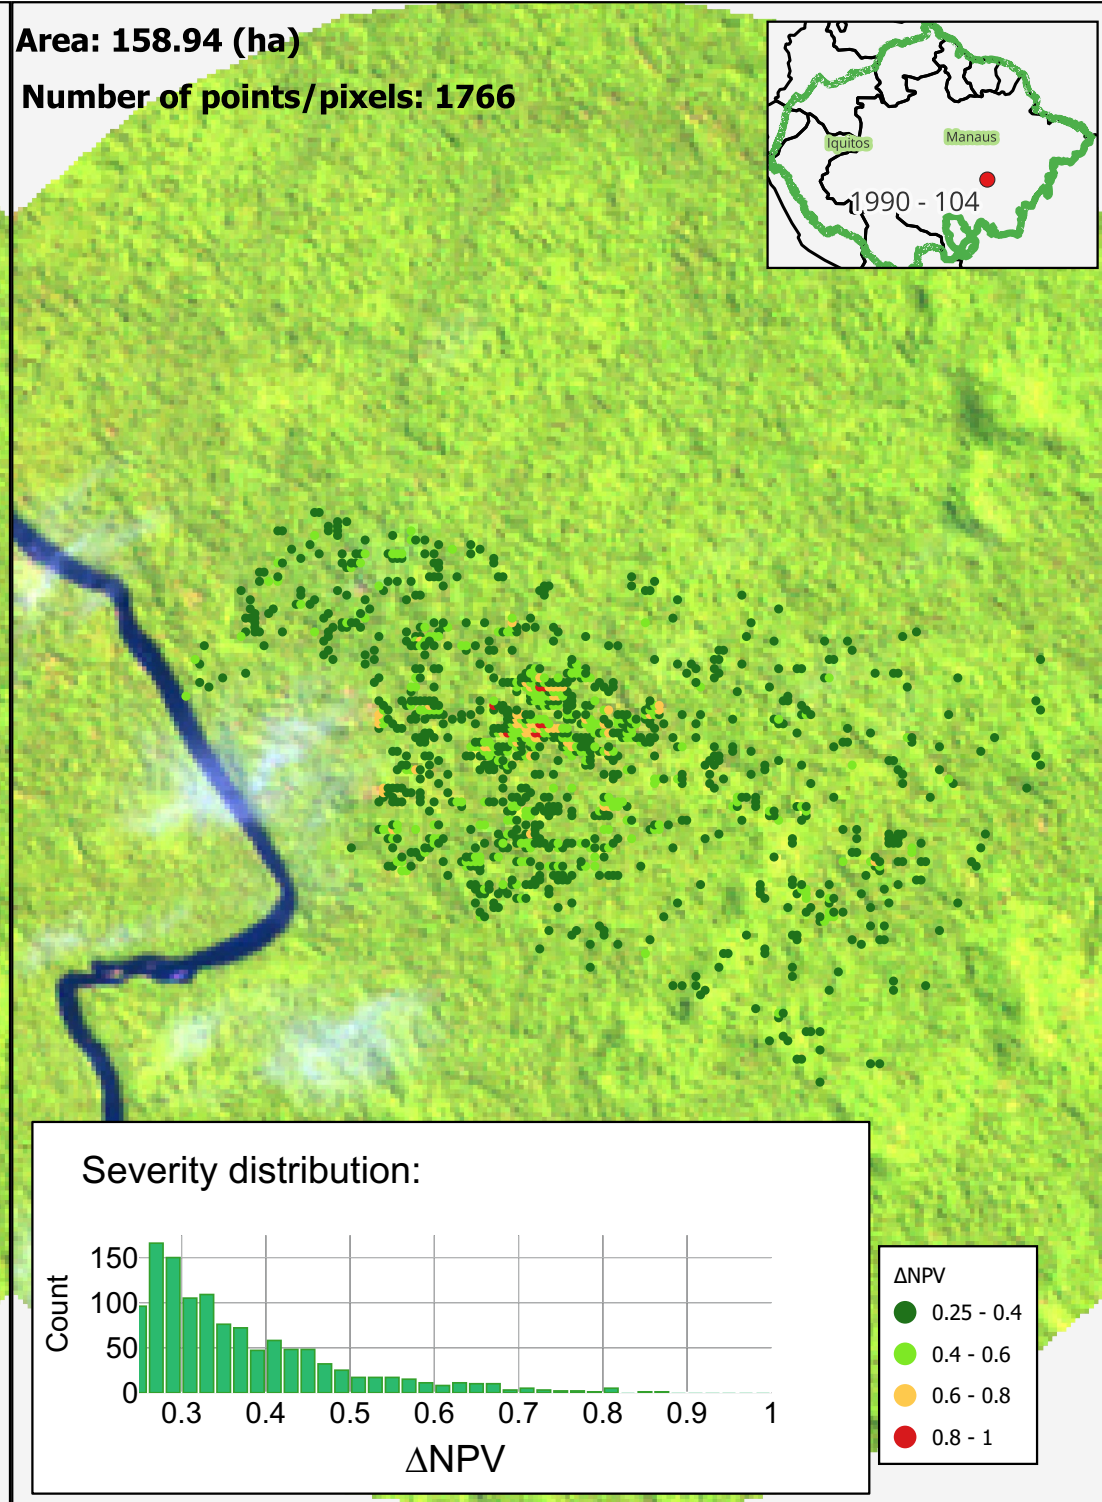 Area: 158.94 (ha)
Number of points/pixels: 1766
Iquitos
Manaus
1990 - 104
Severity distribution:
Count
150
100
50
0
0.3 0.4 0.5 0.6 0.7 0.8 0.9 1
ΔNPV
ΔNPV
0.25 - 0.4
0.4 - 0.6
0.6 - 0.8
0.8 - 1